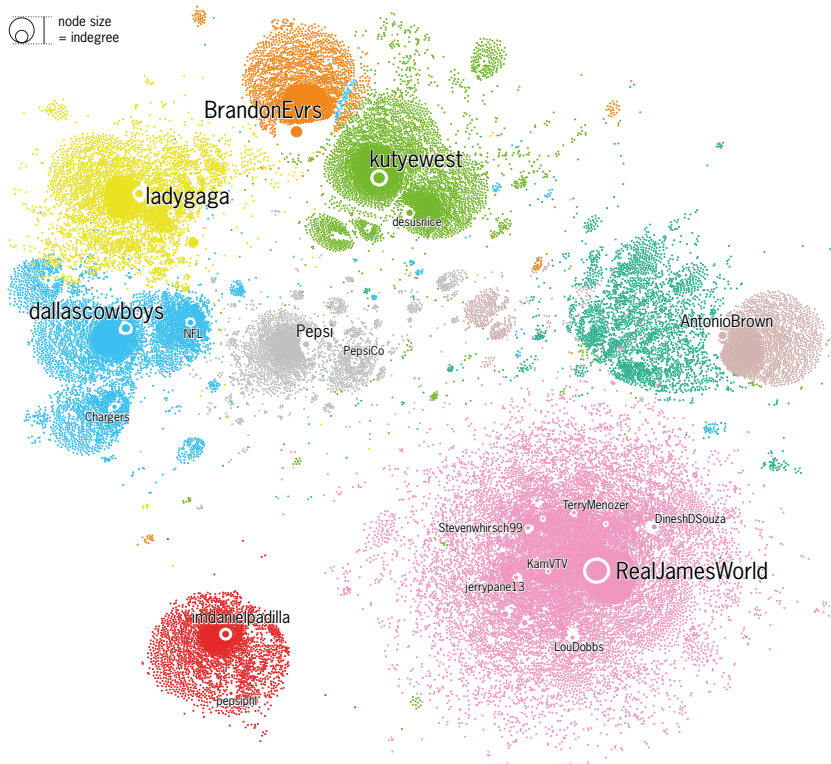 node size
= indegree
BrandonEvrs
kutyewest
ladygaga
desusnice
dallascowboys
NFL
Pepsi
PepsiCo
AntonioBrown
Chargers
TerryMenozer
Stevenwhirsch99
DineshDSouza
KamVTV
RealJamesWorld
jerrypane13
imdanielpadilla
LouDobbs
pepsiphl